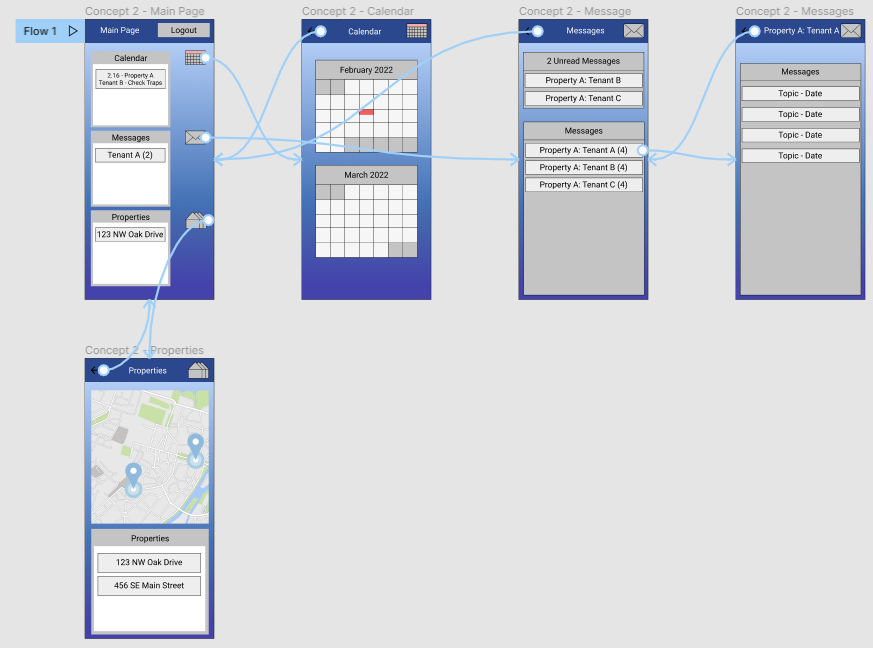 Concept 2 - Main Page
Flow 1
Main Page
Logout
Calendar
2.16 - Property A
Tenant B - Check Traps
Messages
Tenant A (2)
Properties
123 NW Oak Drive
Concept 2 - Calendar
Calendar
February 2022
March 2022
Concept 2 - Message
Messages
2 Unread Messages
Property A: Tenant B
Property A: Tenant C
Messages
Property A: Tenant A (4)
Property A: Tenant B (4)
Property A: Tenant C (4)
Concept 2 - Messages
Property A: Tenant A
Messages
Topic - Date
Topic - Date
Topic - Date
Topic - Date
Concept 2 - Properties
Properties
Properties
123 NW Oak Drive
456 SE Main Street